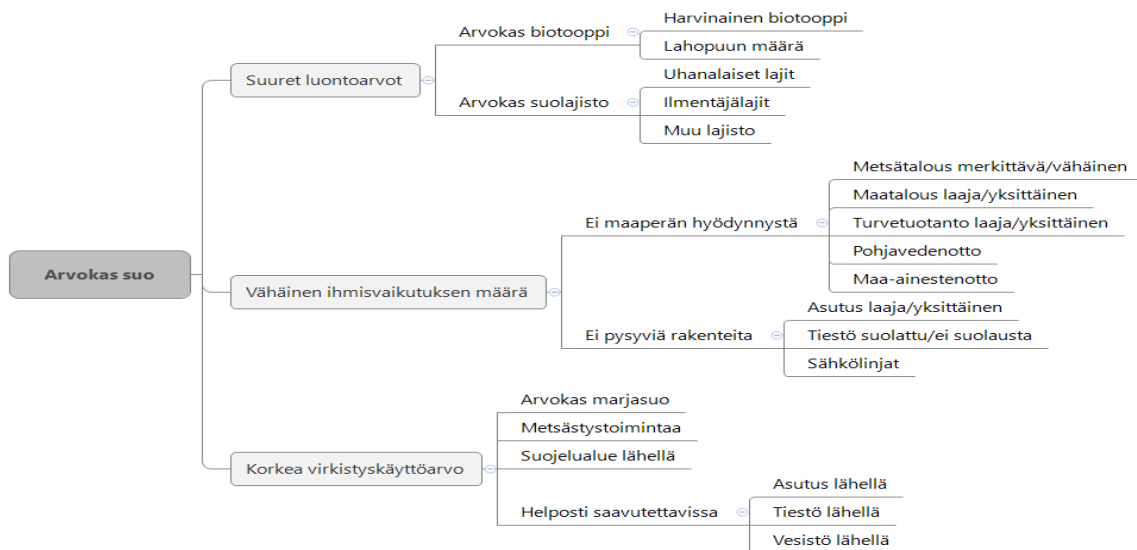 Arvokas suo
Suuret luontoarvot
Arvokas biotooppi
Harvinainen biotooppi
Lahopuun määrä
Arvokas suolajisto
Uhanalaiset lajit
Ilmentäjälajit
Muu lajisto
Vähäinen ihmisvaikutuksen määrä
Ei maaperän hyödynnystä
Metsätalous merkittävä/vähäinen
Maatalous laaja/yksittäinen
Turvetuotanto laaja/yksittäinen
Pohjavedenotto
Maa-ainestenotto
Ei pysyviä rakenteita
Asutus laaja/yksittäinen
Tiestö suolattu/ei suolausta
Sähkölinjat
Korkea virkistyskäyttöarvo
Arvokas marjasuo
Metsästystoimintaa
Suojelualue lähellä
Helposti saavutettavissa
Asutus lähellä
Tiestö lähellä
Vesistö lähellä